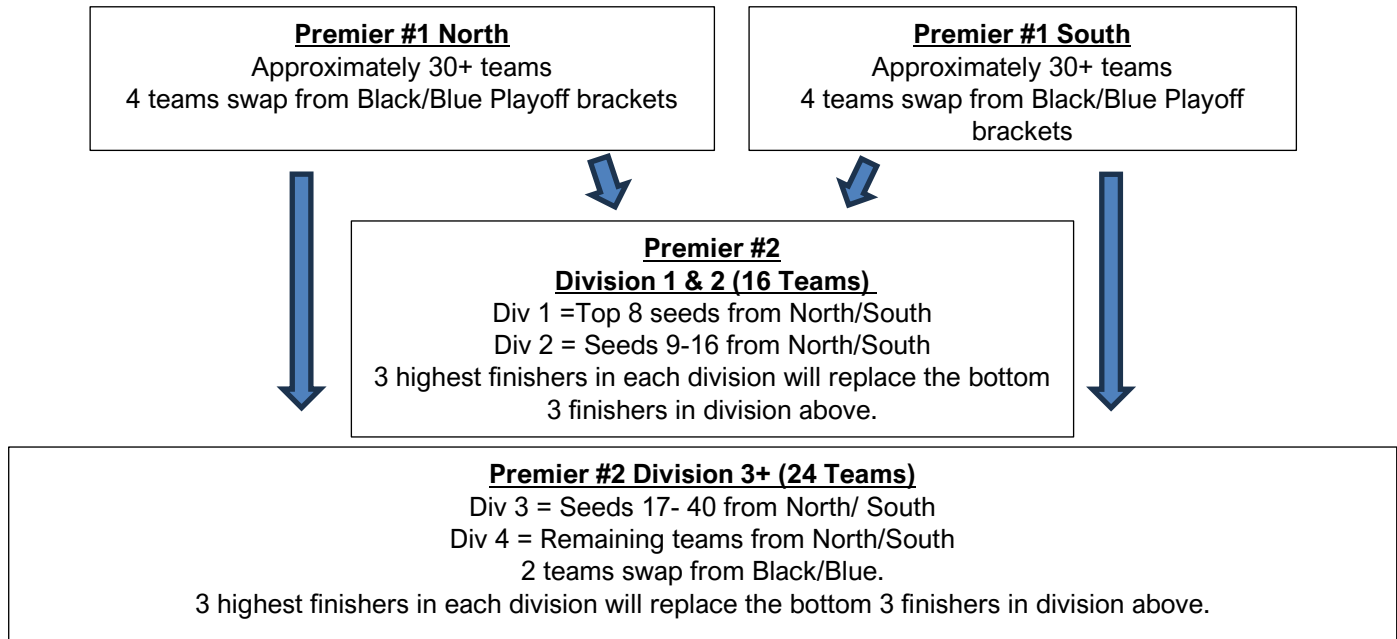 Premier #1 North
Approximately 30+ teams
4 teams swap from Black/Blue Playoff brackets
Premier #1 South
Approximately 30+ teams
4 teams swap from Black/Blue Playoff
brackets
Premier #2
Division 1 & 2 (16 Teams)
Div 1 =Top 8 seeds from North/South
Div 2 = Seeds 9-16 from North/South
3 highest finishers in each division will replace the bottom
3 finishers in division above.
Premier #2 Division 3+ (24 Teams)
Div 3 = Seeds 17- 40 from North/ South
Div 4 = Remaining teams from North/South
2 teams swap from Black/Blue.
3 highest finishers in each division will replace the bottom 3 finishers in division above.